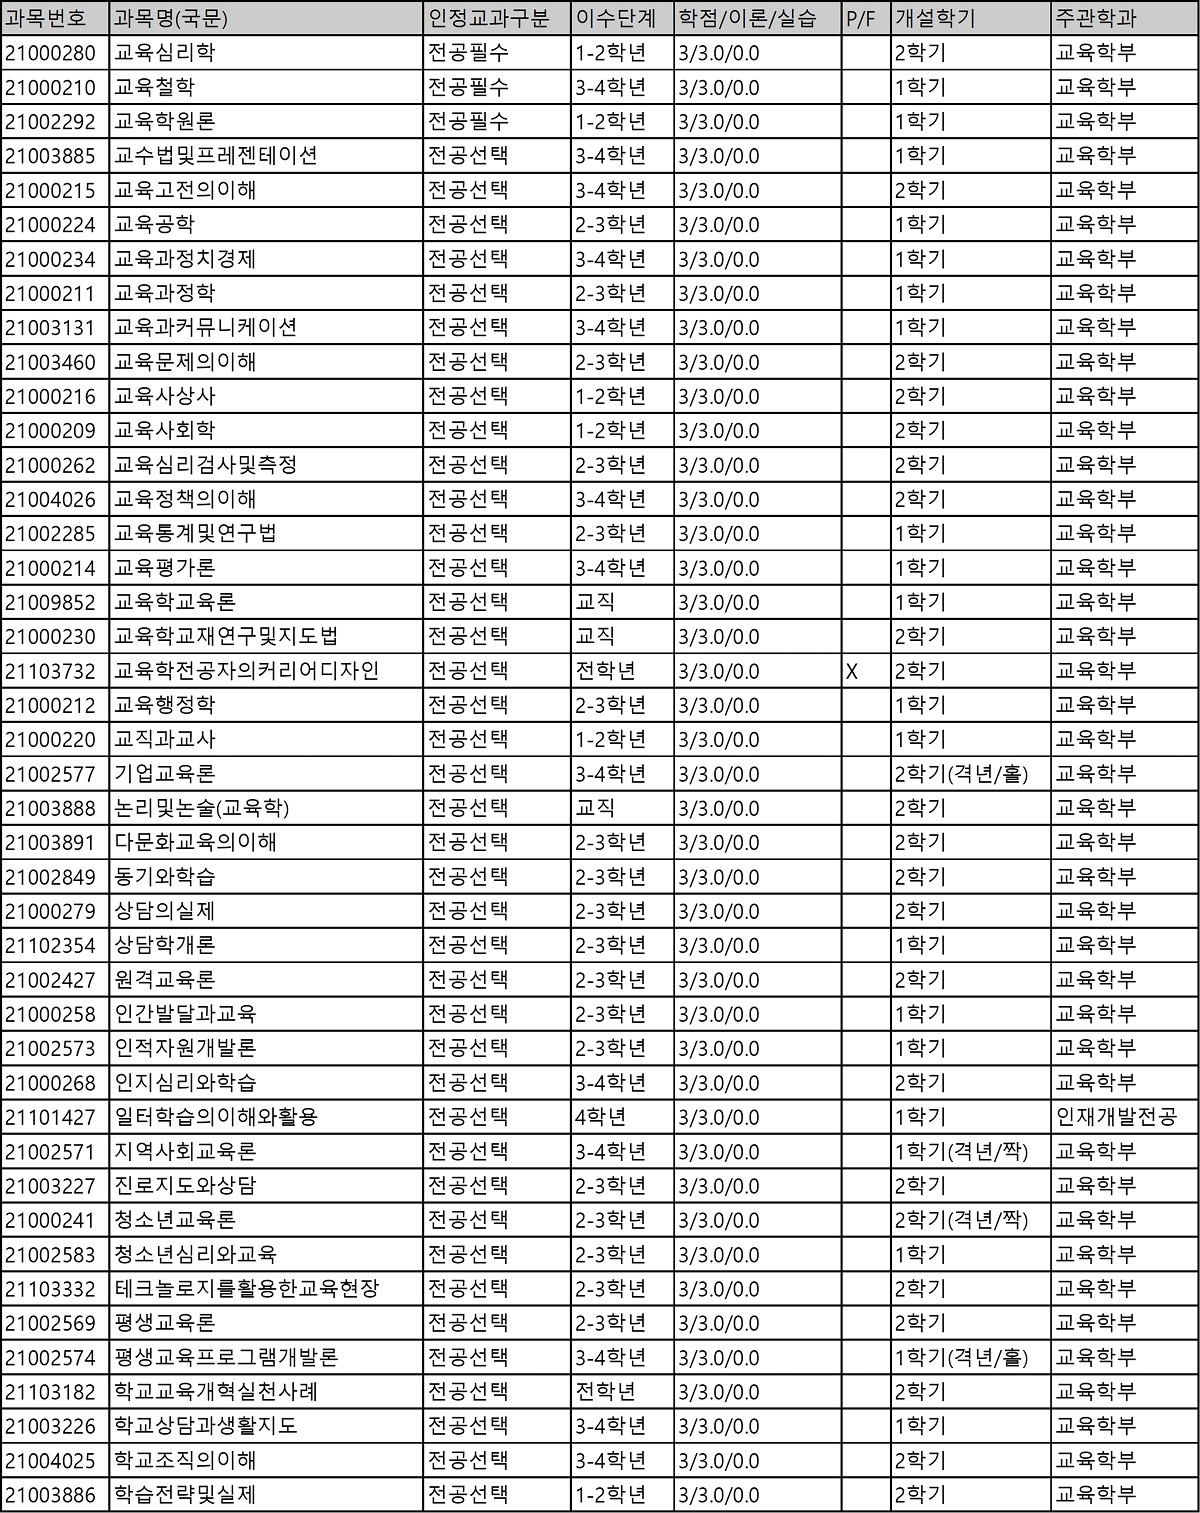 과목번호 과목명(국문) 인정교과구분 이수단계 학점/이론/실습 P/F 개설학기 주관학과
21000280 교육심리학 전공필수 1-2학년 3/3.0/0.0 2학기 교육학부
21000210 교육철학 전공필수 3-4학년 3/3.0/0.0 1학기 교육학부
21002292 교육학원론 전공필수 1-2학년 3/3.0/0.0 1학기 교육학부
21003885 교수법및프레젠테이션 전공선택 3-4학년 3/3.0/0.0 1학기 교육학부
21000215 교육고전의이해 전공선택 3-4학년 3/3.0/0.0 2학기 교육학부
21000224 교육공학 전공선택 2-3학년 3/3.0/0.0 1학기 교육학부
21000234 교육과정치경제 전공선택 3-4학년 3/3.0/0.0 1학기 교육학부
21000211 교육과정학 전공선택 2-3학년 3/3.0/0.0 1학기 교육학부
21003131 교육과커뮤니케이션 전공선택 3-4학년 3/3.0/0.0 1학기 교육학부
21003460 교육문제의이해 전공선택 2-3학년 3/3.0/0.0 2학기 교육학부
21000216 교육사상사 전공선택 1-2학년 3/3.0/0.0 2학기 교육학부
21000209 교육사회학 전공선택 1-2학년 3/3.0/0.0 2학기 교육학부
21000262 교육심리검사및측정 전공선택 2-3학년 3/3.0/0.0 2학기 교육학부
21004026 교육정책의이해 전공선택 3-4학년 3/3.0/0.0 2학기 교육학부
21002285 교육통계및연구법 전공선택 2-3학년 3/3.0/0.0 1학기 교육학부
21000214 교육평가론 전공선택 3-4학년 3/3.0/0.0 1학기 교육학부
21009852 교육학교육론 전공선택 교직 3/3.0/0.0 1학기 교육학부
21000230 교육학교재연구및지도법 전공선택 교직 3/3.0/0.0 2학기 교육학부
21103732 교육학전공자의커리어디자인 전공선택 전학년 3/3.0/0.0 X 2학기 교육학부
21000212 교육행정학 전공선택 2-3학년 3/3.0/0.0 1학기 교육학부
21000220 교직과교사 전공선택 1-2학년 3/3.0/0.0 1학기 교육학부
21002577 기업교육론 전공선택 3-4학년 3/3.0/0.0 2학기(격년/홀) 교육학부
21003888 논리및논술(교육학) 전공선택 교직 3/3.0/0.0 2학기 교육학부
21003891 다문화교육의이해 전공선택 2-3학년 3/3.0/0.0 2학기 교육학부
21002849 동기와학습 전공선택 2-3학년 3/3.0/0.0 2학기 교육학부
21000279 상담의실제 전공선택 2-3학년 3/3.0/0.0 2학기 교육학부
21102354 상담학개론 전공선택 2-3학년 3/3.0/0.0 1학기 교육학부
21002427 원격교육론 전공선택 2-3학년 3/3.0/0.0 2학기 교육학부
21000258 인간발달과교육 전공선택 2-3학년 3/3.0/0.0 1학기 교육학부
21002573 인적자원개발론 전공선택 2-3학년 3/3.0/0.0 1학기 교육학부
21000268 인지심리와학습 전공선택 3-4학년 3/3.0/0.0 2학기 교육학부
21101427 일터학습의이해와활용 전공선택 4학년 3/3.0/0.0 1학기 인재개발전공
21002571 지역사회교육론 전공선택 3-4학년 3/3.0/0.0 1학기(격년/짝) 교육학부
21003227 진로지도와상담 전공선택 2-3학년 3/3.0/0.0 2학기 교육학부
21000241 청소년교육론 전공선택 2-3학년 3/3.0/0.0 2학기(격년/짝) 교육학부
21002583 청소년심리와교육 전공선택 2-3학년 3/3.0/0.0 1학기 교육학부
21103332 테크놀로지를활용한교육현장 전공선택 2-3학년 3/3.0/0.0 2학기 교육학부
21002569 평생교육론 전공선택 2-3학년 3/3.0/0.0 2학기 교육학부
21002574 평생교육프로그램개발론 전공선택 3-4학년 3/3.0/0.0 1학기(격년/홀) 교육학부
21103182 학교교육개혁실천사례 전공선택 전학년 3/3.0/0.0 2학기 교육학부
21003226 학교상담과생활지도 전공선택 3-4학년 3/3.0/0.0 1학기 교육학부
21004025 학교조직의이해 전공선택 3-4학년 3/3.0/0.0 2학기 교육학부
21003886 학습전략및실제 전공선택 1-2학년 3/3.0/0.0 2학기 교육학부